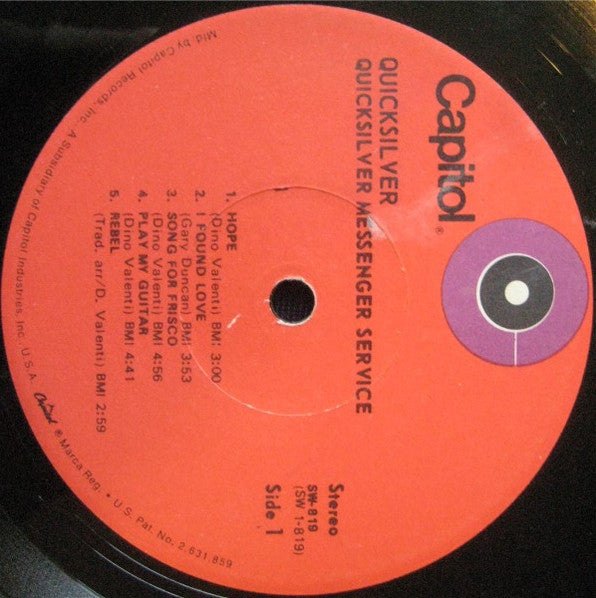 Capitol®
QUICKSILVER
QUICKSILVER MESSENGER SERVICE
Stereo
SW-819
(SW 1-819)
Side 1
1. HOPE
(Dino Valenti) BMI 3:00
2. I FOUND LOVE
(Gary Duncan) BMI 3:53
3. SONG FOR FRISCO
(Dino Valenti) BMI 4:56
4. PLAY MY GUITAR
(Dino Valenti) BMI 4:41
5. REBEL
(Trad. arr/D. Valenti) BMI 2:59
Mfd. by Capitol Records, Inc., A Subsidiary of Capitol Industries, Inc. U.S.A. Capitol ® Marca Reg. • U.S. Pat. No. 2,631,859